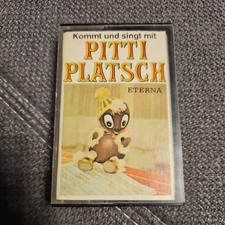 Kommt und singt mit
PITTI
PLATSCH
ETERNA